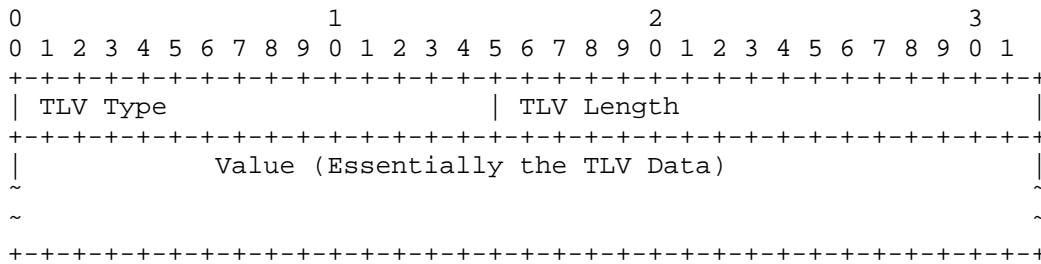 0                   1                   2                   3
0 1 2 3 4 5 6 7 8 9 0 1 2 3 4 5 6 7 8 9 0 1 2 3 4 5 6 7 8 9 0 1
+-+-+-+-+-+-+-+-+-+-+-+-+-+-+-+-+-+-+-+-+-+-+-+-+-+-+-+-+-+-+-+-+
| TLV Type                    | TLV Length                      |
+-+-+-+-+-+-+-+-+-+-+-+-+-+-+-+-+-+-+-+-+-+-+-+-+-+-+-+-+-+-+-+-+
|            Value (Essentially the TLV Data)                   |
~                                                               ~
~                                                               ~
+-+-+-+-+-+-+-+-+-+-+-+-+-+-+-+-+-+-+-+-+-+-+-+-+-+-+-+-+-+-+-+-+